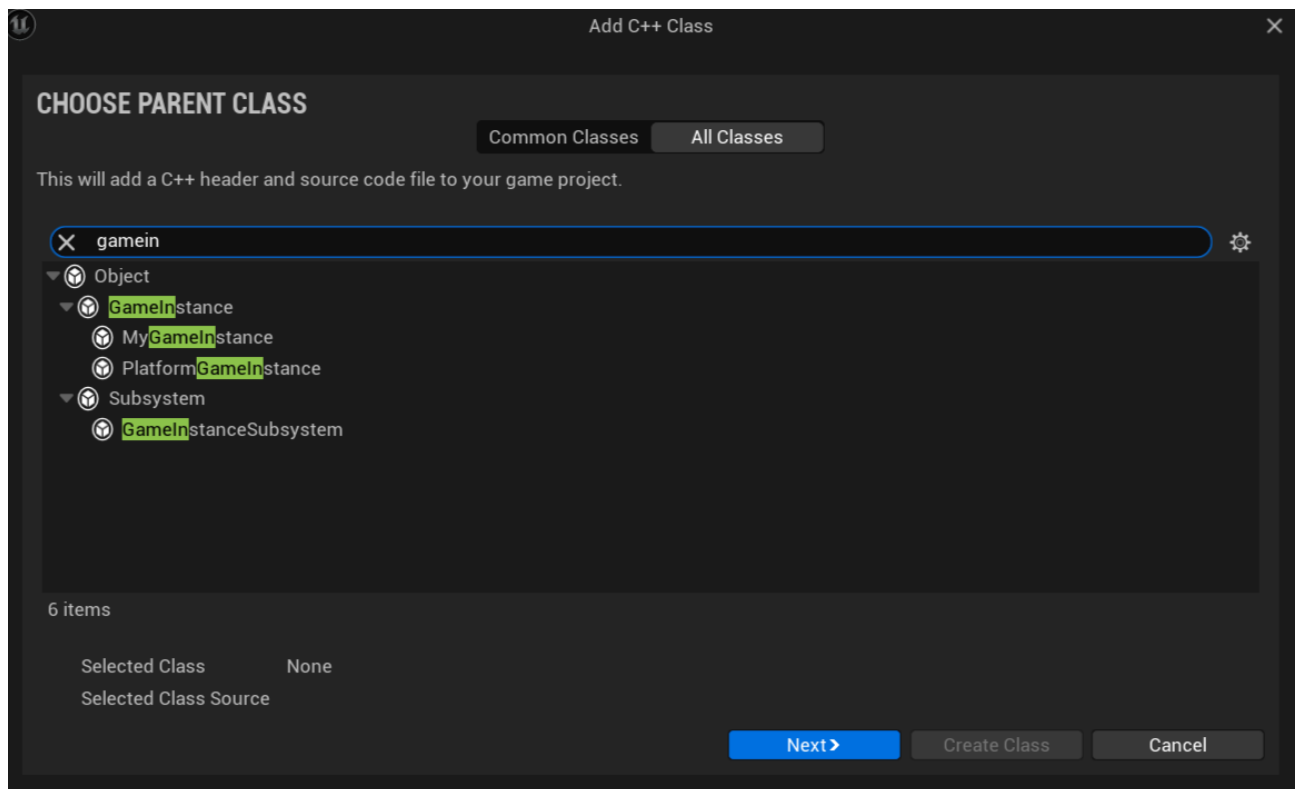 Add C++ Class
CHOOSE PARENT CLASS
Common Classes All Classes
This will add a C++ header and source code file to your game project.
gamein
Object
GameInstance
MyGameInstance
PlatformGameInstance
Subsystem
GameInstanceSubsystem
6 items
Selected Class None
Selected Class Source
Next Create Class Cancel